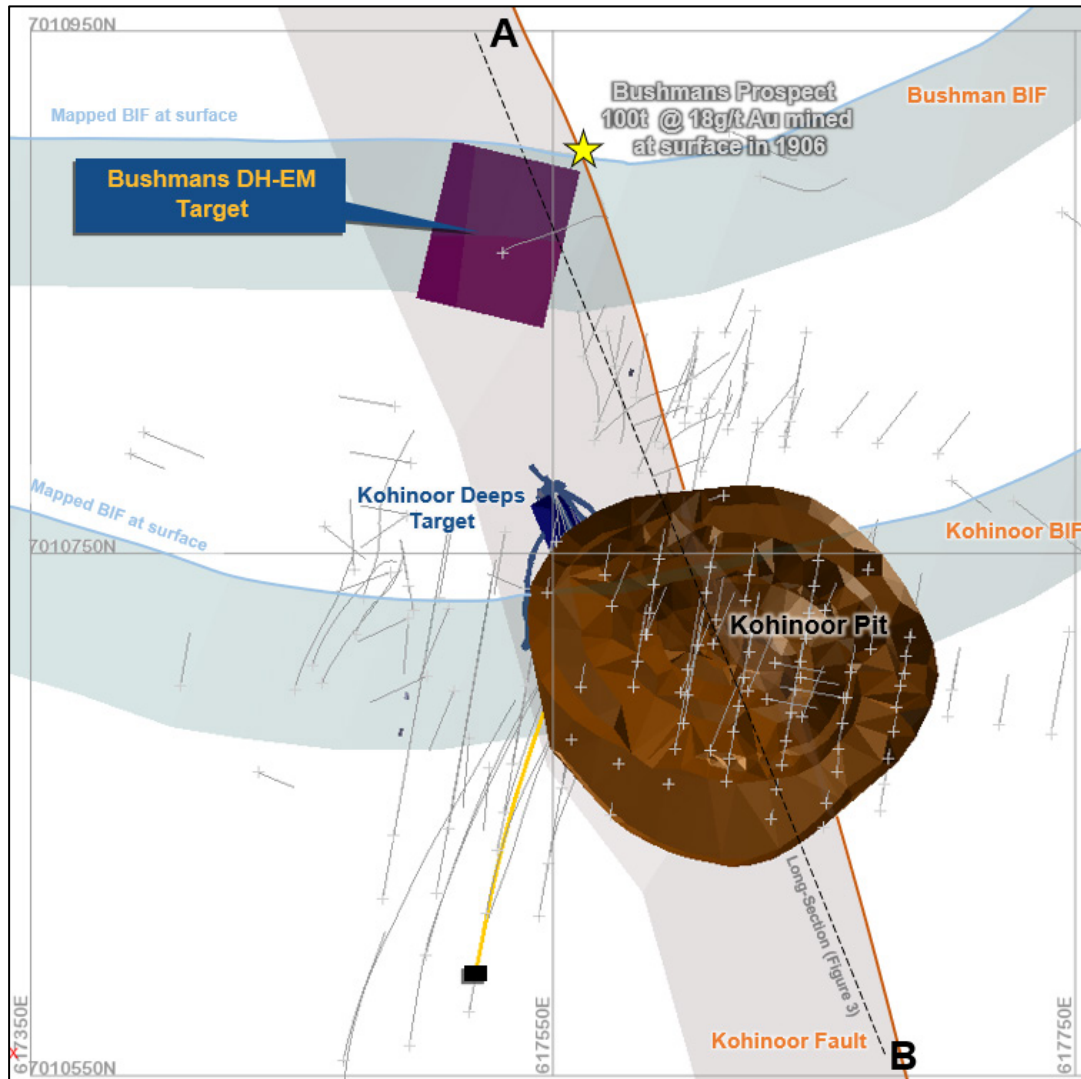 7010950N
A
Bushmans Prospect
100t @ 18g/t Au mined
at surface in 1906
Bushman BIF
Mapped BIF at surface
Bushmans DH-EM
Target
Kohinoor Deeps
Target
Mapped BIF at surface
Kohinoor BIF
7010750N
Kohinoor Pit
Long-Section (Figure 3)
617350E
617550E
617750E
Kohinoor Fault
B
7010550N